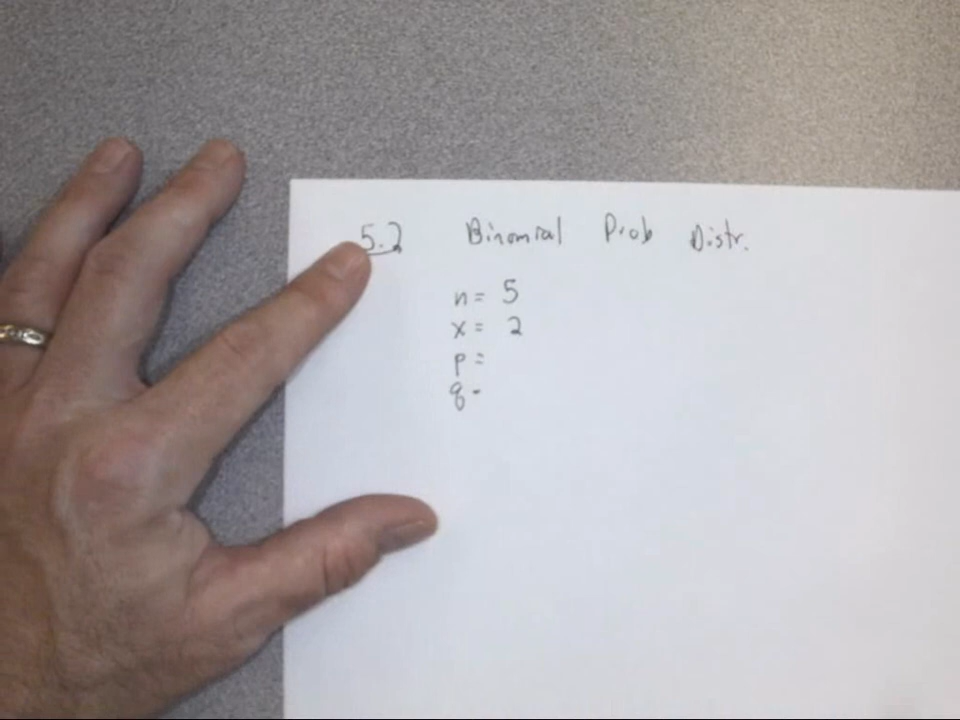 5.2 Binomial Prob Distr.
n = 5
x = 2
p =
q -